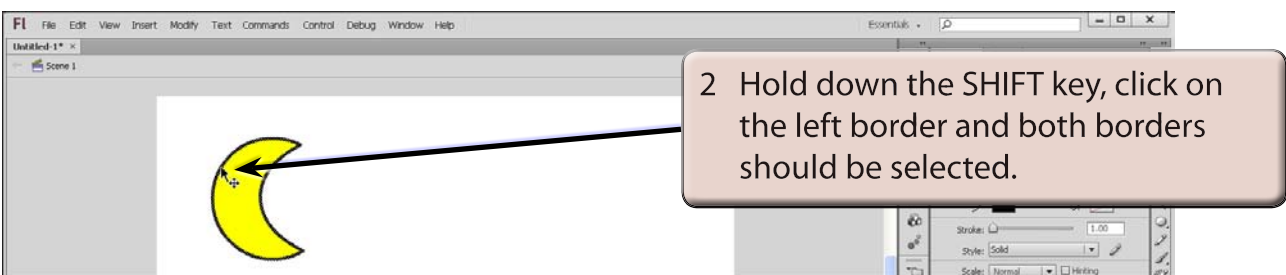 Fl File Edit View Insert Modify Text Commands Control Debug Window Help Essentials
Untitled-1* ×
Scene 1
2 Hold down the SHIFT key, click on
the left border and both borders
should be selected.
Stroke: 1.00
Style: Solid
Scale: Normal Hinting